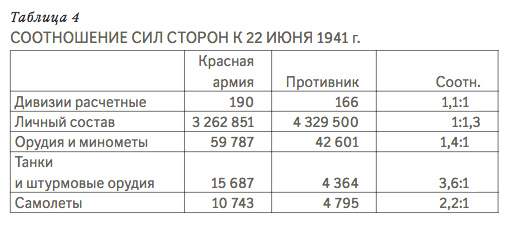 Таблица 4
СООТНОШЕНИЕ СИЛ СТОРОН К 22 ИЮНЯ 1941 г.
Красная армия Противник Соотн.
Дивизии расчетные 190 166 1,1:1
Личный состав 3 262 851 4 329 500 1:1,3
Орудия и минометы 59 787 42 601 1,4:1
Танки
и штурмовые орудия 15 687 4 364 3,6:1
Самолеты 10 743 4 795 2,2:1